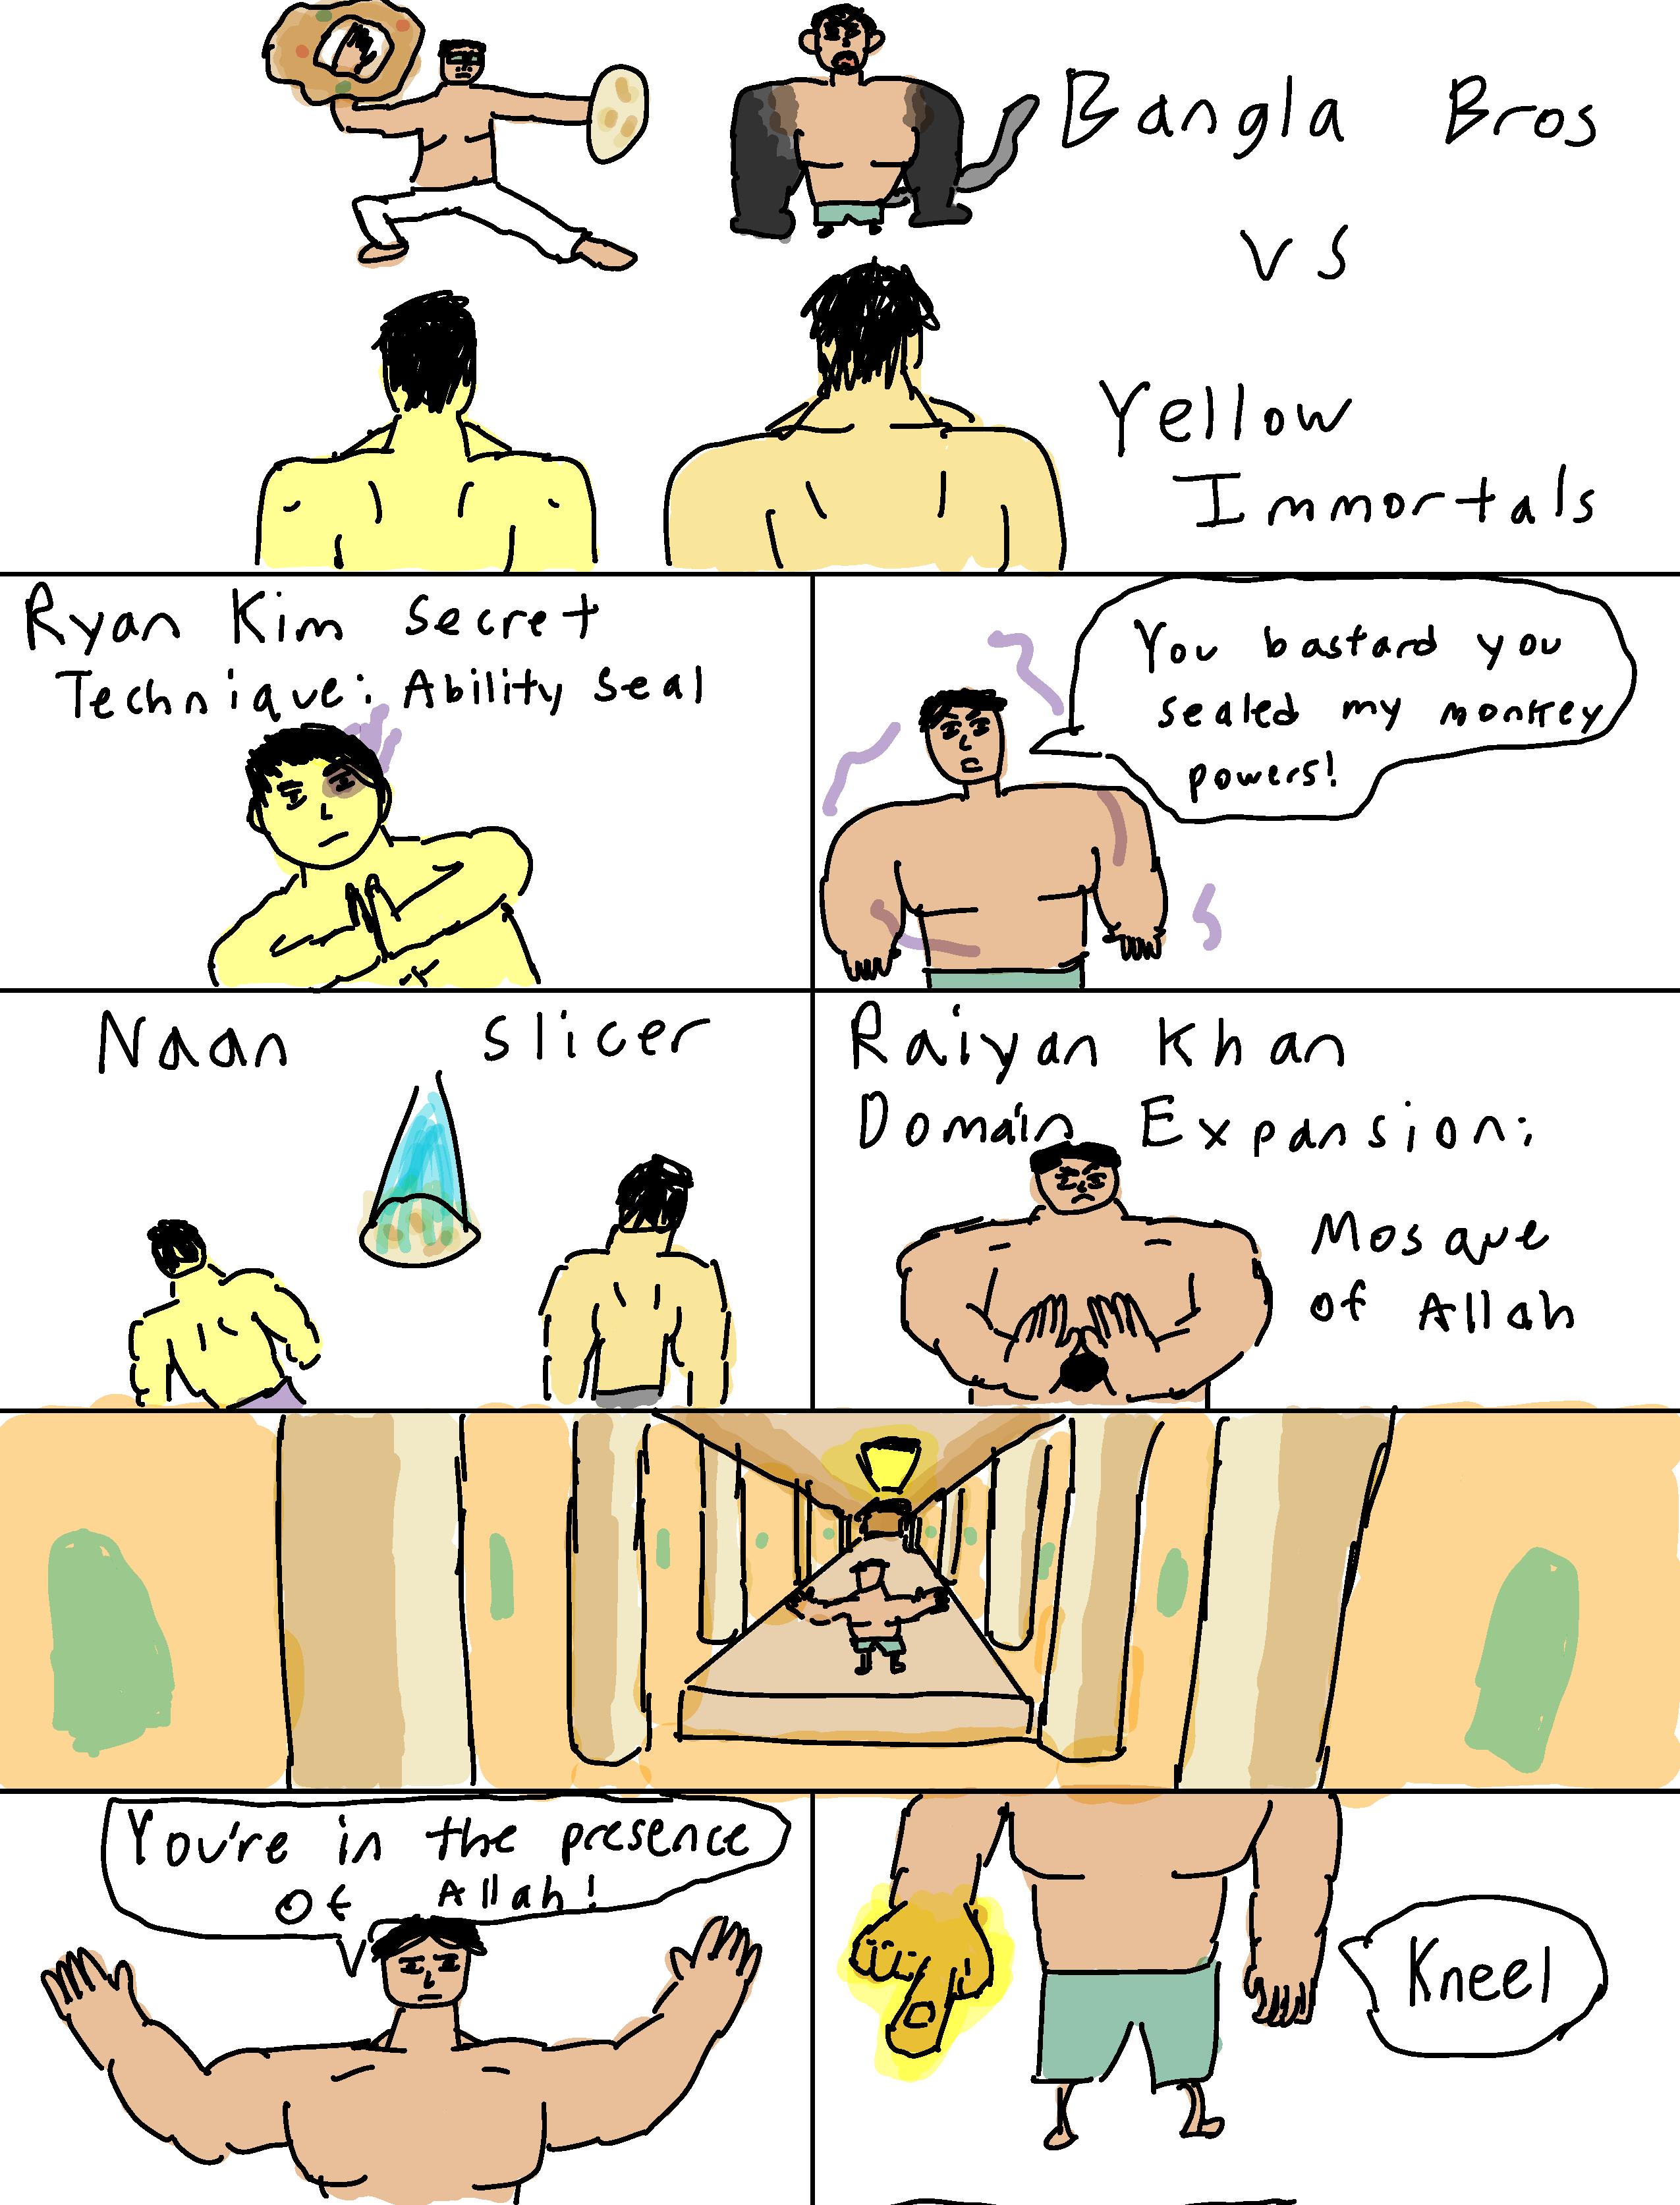 Bangla Bros
vs
Yellow
Immortals
Ryan Kim secret
Technique: Ability seal
You bastard you
sealed my monkey
powers!
Naan slicer
Raiyan Khan
Domain Expansion:
Mosque
of Allah
You're in the presence
Of Allah!
Kneel